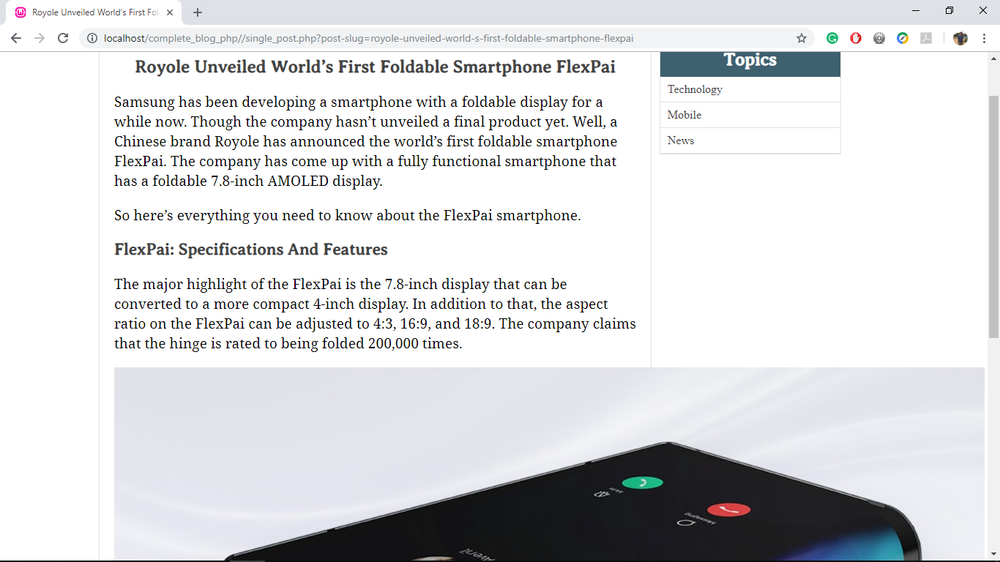 Royole Unveiled World's First Fol
localhost/complete_blog_php//single_post.php?post-slug=royole-unveiled-world-s-first-foldable-smartphone-flexpai
Royole Unveiled World’s First Foldable Smartphone FlexPai
Samsung has been developing a smartphone with a foldable display for a
while now. Though the company hasn’t unveiled a final product yet. Well, a
Chinese brand Royole has announced the world’s first foldable smartphone
FlexPai. The company has come up with a fully functional smartphone that
has a foldable 7.8-inch AMOLED display.
So here’s everything you need to know about the FlexPai smartphone.
FlexPai: Specifications And Features
The major highlight of the FlexPai is the 7.8-inch display that can be
converted to a more compact 4-inch display. In addition to that, the aspect
ratio on the FlexPai can be adjusted to 4:3, 16:9, and 18:9. The company claims
that the hinge is rated to being folded 200,000 times.
Topics
Technology
Mobile
News